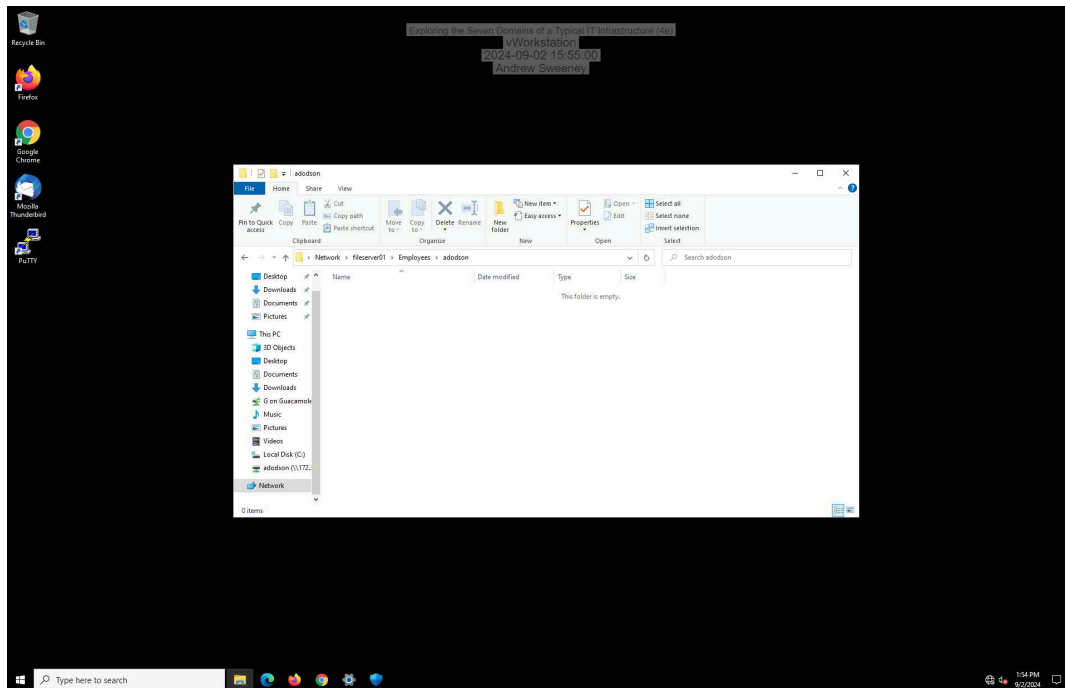 Recycle Bin
Firefox
Google
Chrome
Mozilla
Thunderbird
PuTTY
Exploring the Seven Domains of a Typical IT Infrastructure (4e)
vWorkstation
2024-09-02 15:55:00
Andrew Sweeney
adodson
File Home Share View
Pin to Quick access
Copy
Paste
Cut
Copy path
Paste shortcut
Move to
Copy to
Delete
Rename
New folder
New item
Easy access
Properties
Open
Edit
Select all
Select none
Invert selection
Clipboard Organize New Open Select
Network › fileserver01 › Employees › adodson
Search adodson
Name Date modified Type Size
This folder is empty.
Desktop
Downloads
Documents
Pictures
This PC
3D Objects
Desktop
Documents
Downloads
G on Guacamole
Music
Pictures
Videos
Local Disk (C:)
adodson (\\172.
Network
0 items
Type here to search
1:54 PM
9/2/2024